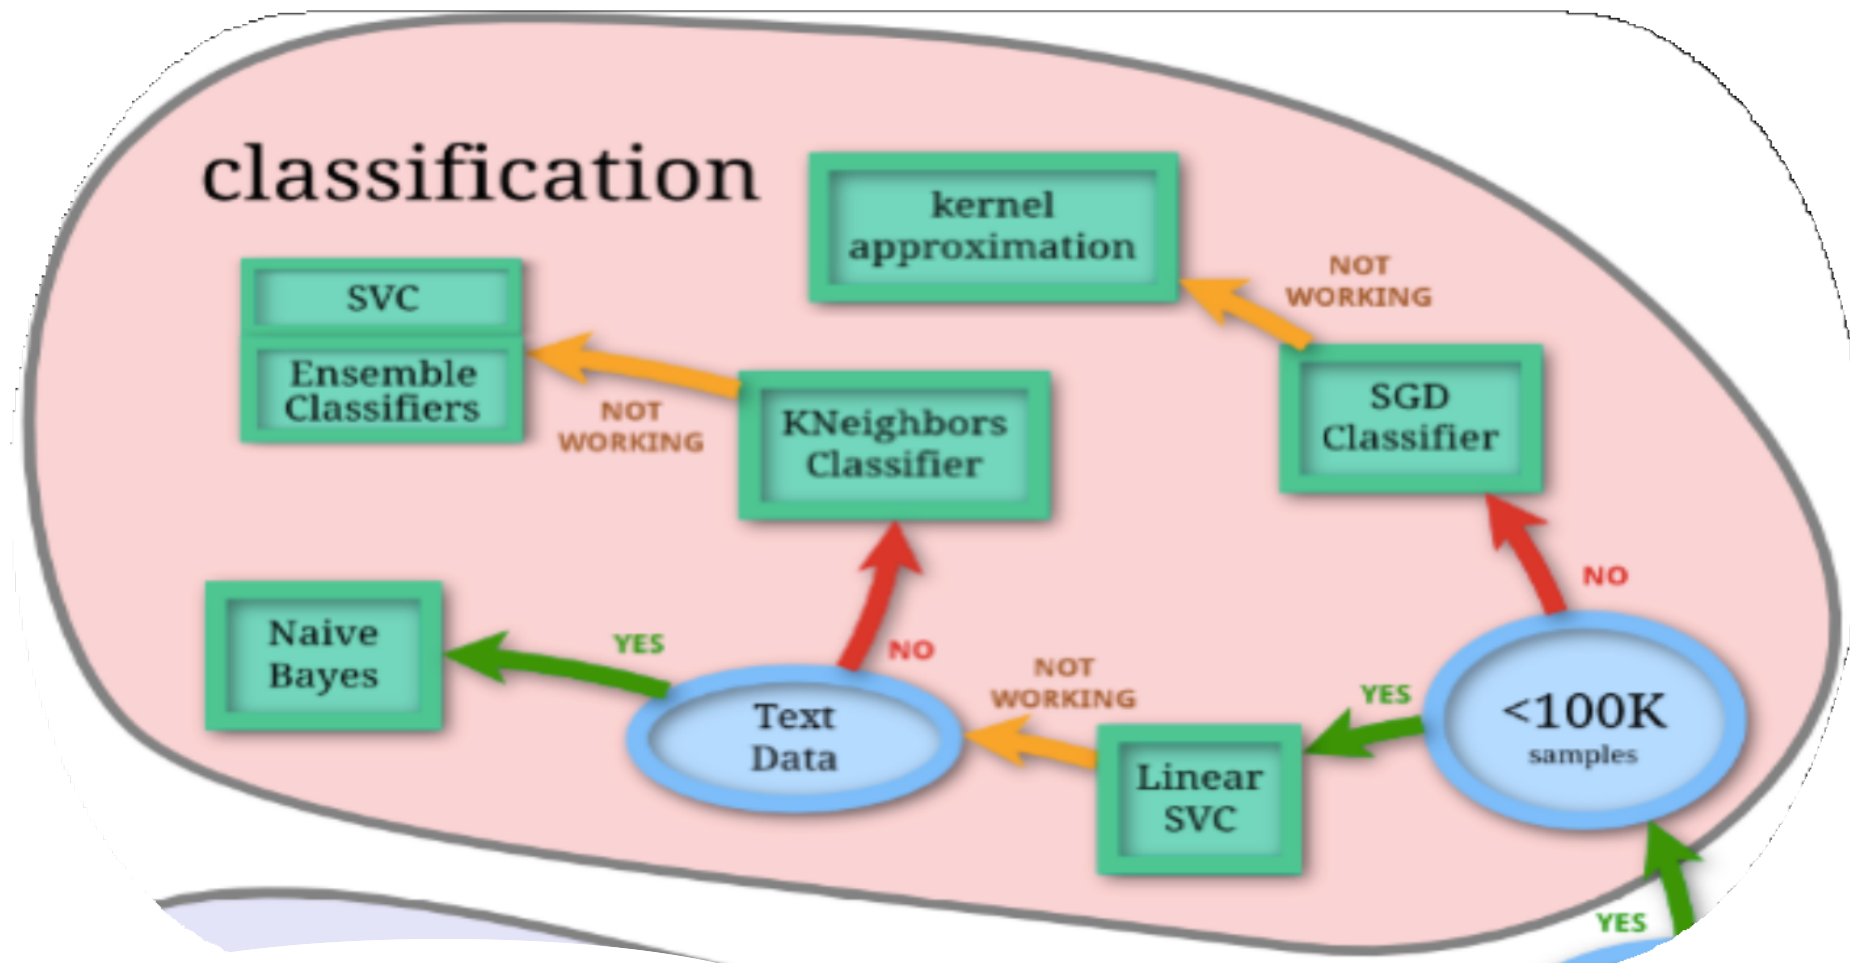 classification
kernel
approximation
NOT
WORKING
SVC
Ensemble
Classifiers
NOT
WORKING
KNeighbors
Classifier
SGD
Classifier
NO
Naive
Bayes
YES
NO
Text
Data
NOT
WORKING
Linear
SVC
YES
<100K
samples
YES